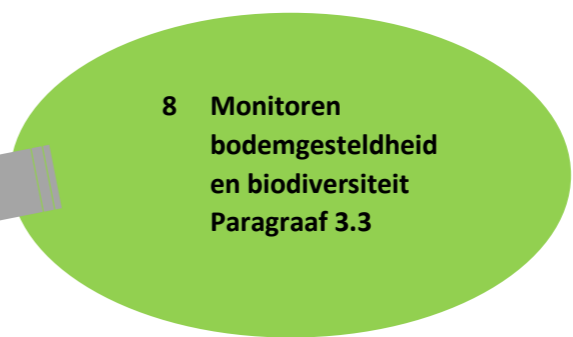 8 Monitoren
bodemgesteldheid
en biodiversiteit
Paragraaf 3.3